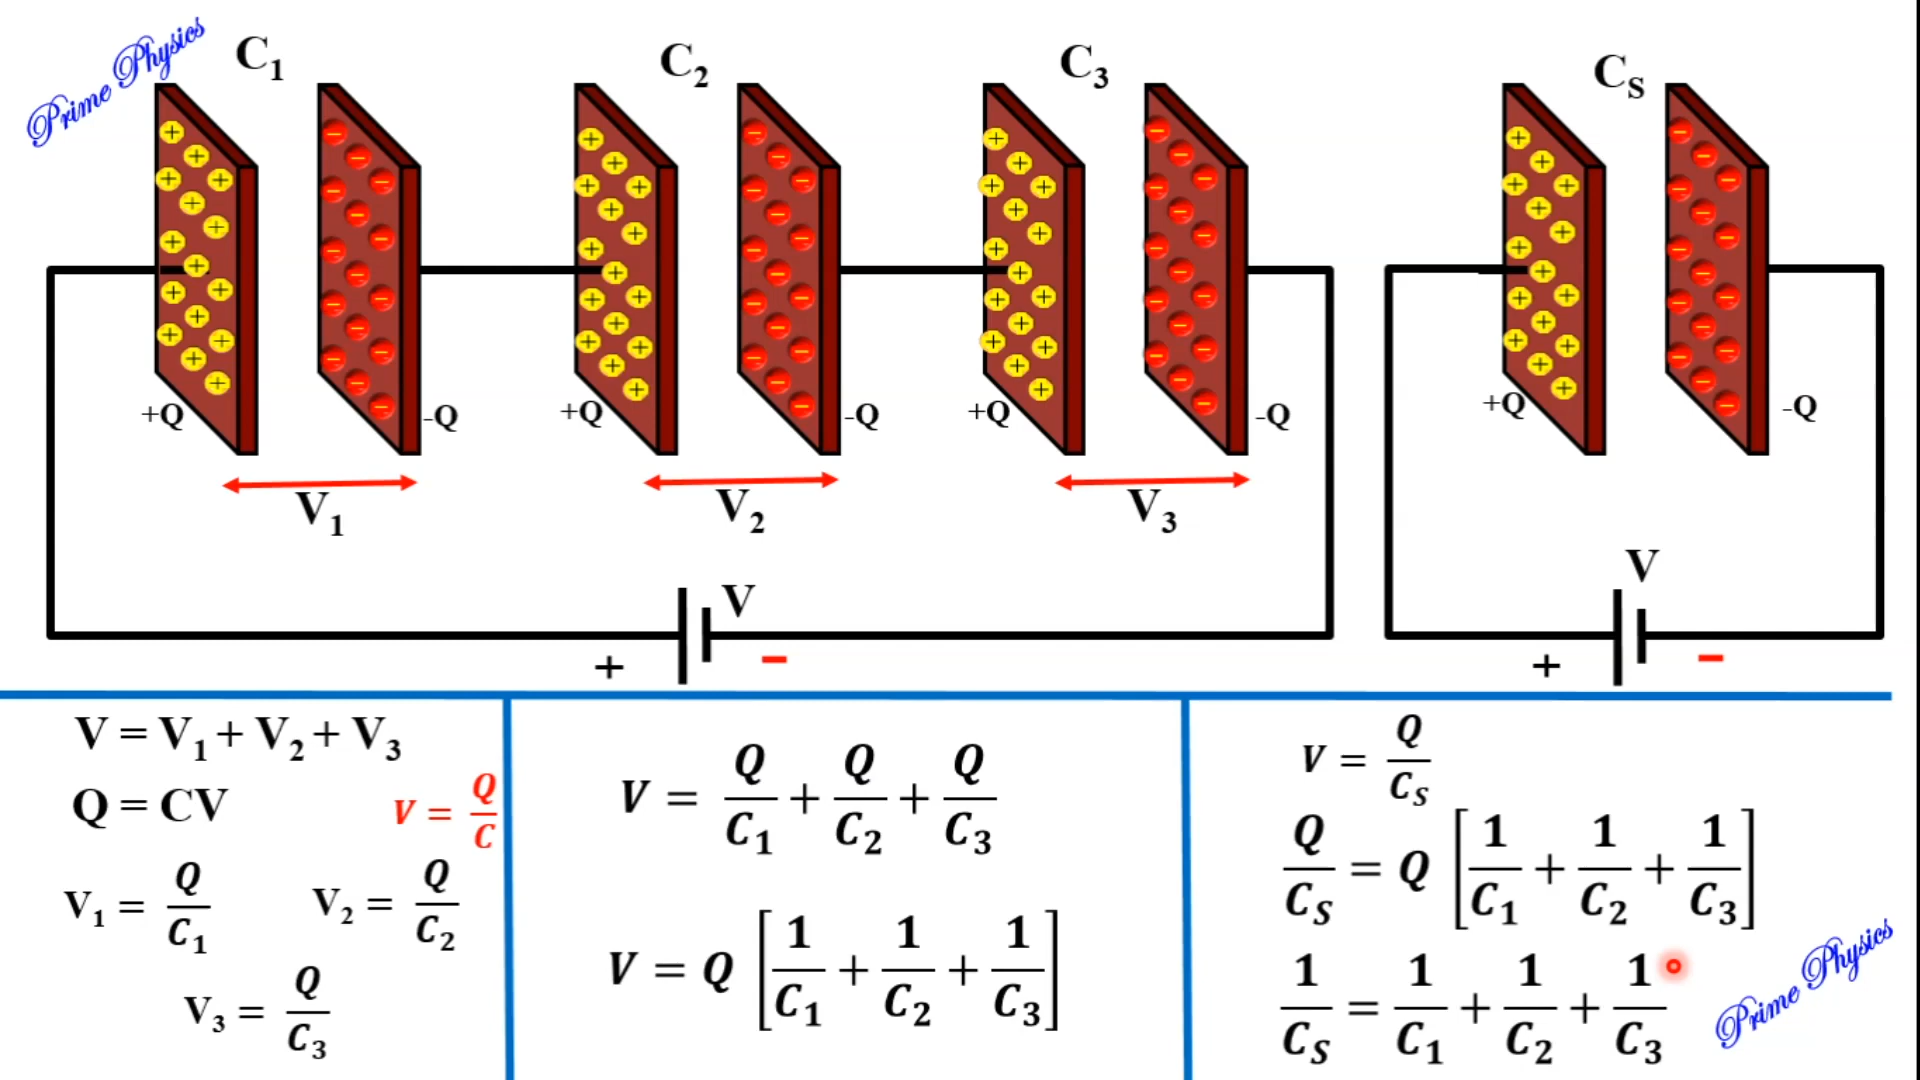 Prime Physics
C₁
C₂
C₃
Cₛ
+Q
-Q
+Q
-Q
+Q
-Q
+Q
-Q
V₁
V₂
V₃
V
+ −
V
+ −
V = V₁ + V₂ + V₃
Q = CV
V = Q/C
V₁ = Q/C₁
V₂ = Q/C₂
V₃ = Q/C₃
V = Q/C₁ + Q/C₂ + Q/C₃
V = Q [1/C₁ + 1/C₂ + 1/C₃]
V = Q/Cₛ
Q/Cₛ = Q [1/C₁ + 1/C₂ + 1/C₃]
1/Cₛ = 1/C₁ + 1/C₂ + 1/C₃
Prime Physics